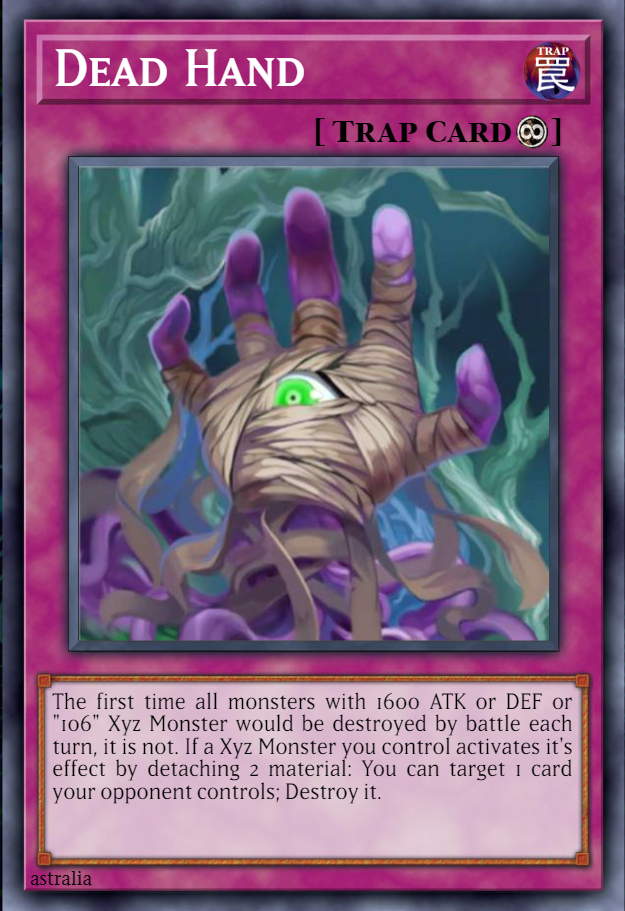 Dead Hand
TRAP
罠
[ Trap Card ]
The first time all monsters with 1600 ATK or DEF or
"106" Xyz Monster would be destroyed by battle each
turn, it is not. If a Xyz Monster you control activates it's
effect by detaching 2 material: You can target 1 card
your opponent controls; Destroy it.
astralia